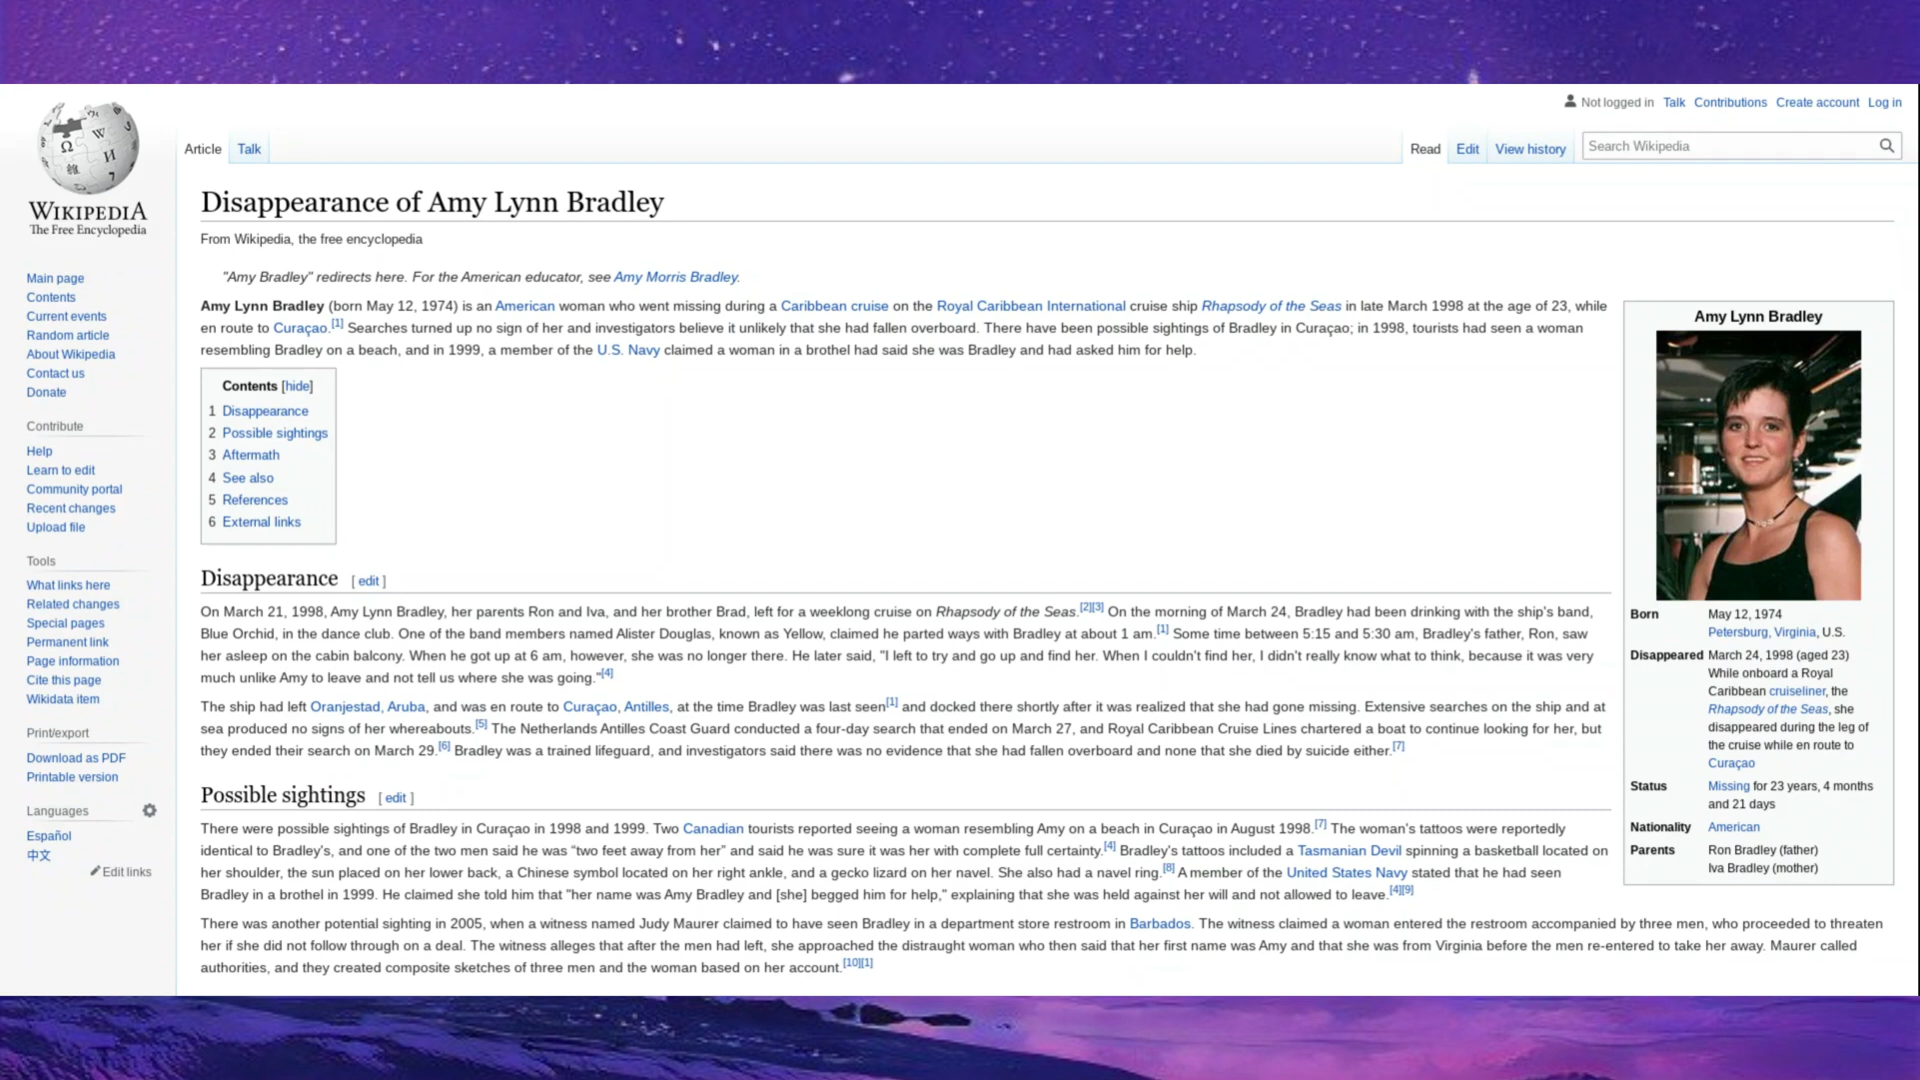 Not logged in Talk Contributions Create account Log in
Article Talk Read Edit View history Search Wikipedia
WIKIPEDIA
The Free Encyclopedia
Main page
Contents
Current events
Random article
About Wikipedia
Contact us
Donate
Contribute
Help
Learn to edit
Community portal
Recent changes
Upload file
Tools
What links here
Related changes
Special pages
Permanent link
Page information
Cite this page
Wikidata item
Print/export
Download as PDF
Printable version
Languages
Español
中文
Edit links
Disappearance of Amy Lynn Bradley
From Wikipedia, the free encyclopedia
"Amy Bradley" redirects here. For the American educator, see Amy Morris Bradley.
Amy Lynn Bradley (born May 12, 1974) is an American woman who went missing during a Caribbean cruise on the Royal Caribbean International cruise ship Rhapsody of the Seas in late March 1998 at the age of 23, while
en route to Curaçao.[1] Searches turned up no sign of her and investigators believe it unlikely that she had fallen overboard. There have been possible sightings of Bradley in Curaçao; in 1998, tourists had seen a woman
resembling Bradley on a beach, and in 1999, a member of the U.S. Navy claimed a woman in a brothel had said she was Bradley and had asked him for help.
Contents [hide]
1 Disappearance
2 Possible sightings
3 Aftermath
4 See also
5 References
6 External links
Disappearance [ edit ]
On March 21, 1998, Amy Lynn Bradley, her parents Ron and Iva, and her brother Brad, left for a weeklong cruise on Rhapsody of the Seas.[2][3] On the morning of March 24, Bradley had been drinking with the ship's band,
Blue Orchid, in the dance club. One of the band members named Alister Douglas, known as Yellow, claimed he parted ways with Bradley at about 1 am.[1] Some time between 5:15 and 5:30 am, Bradley's father, Ron, saw
her asleep on the cabin balcony. When he got up at 6 am, however, she was no longer there. He later said, "I left to try and go up and find her. When I couldn't find her, I didn't really know what to think, because it was very
much unlike Amy to leave and not tell us where she was going."[4]
The ship had left Oranjestad, Aruba, and was en route to Curaçao, Antilles, at the time Bradley was last seen[1] and docked there shortly after it was realized that she had gone missing. Extensive searches on the ship and at
sea produced no signs of her whereabouts.[5] The Netherlands Antilles Coast Guard conducted a four-day search that ended on March 27, and Royal Caribbean Cruise Lines chartered a boat to continue looking for her, but
they ended their search on March 29.[6] Bradley was a trained lifeguard, and investigators said there was no evidence that she had fallen overboard and none that she died by suicide either.[7]
Possible sightings [ edit ]
There were possible sightings of Bradley in Curaçao in 1998 and 1999. Two Canadian tourists reported seeing a woman resembling Amy on a beach in Curaçao in August 1998.[7] The woman's tattoos were reportedly
identical to Bradley's, and one of the two men said he was "two feet away from her" and said he was sure it was her with complete full certainty.[4] Bradley's tattoos included a Tasmanian Devil spinning a basketball located on
her shoulder, the sun placed on her lower back, a Chinese symbol located on her right ankle, and a gecko lizard on her navel. She also had a navel ring.[8] A member of the United States Navy stated that he had seen
Bradley in a brothel in 1999. He claimed she told him that "her name was Amy Bradley and [she] begged him for help," explaining that she was held against her will and not allowed to leave.[4][9]
There was another potential sighting in 2005, when a witness named Judy Maurer claimed to have seen Bradley in a department store restroom in Barbados. The witness claimed a woman entered the restroom accompanied by three men, who proceeded to threaten
her if she did not follow through on a deal. The witness alleges that after the men had left, she approached the distraught woman who then said that her first name was Amy and that she was from Virginia before the men re-entered to take her away. Maurer called
authorities, and they created composite sketches of three men and the woman based on her account.[10][1]
Amy Lynn Bradley
Born May 12, 1974
Petersburg, Virginia, U.S.
Disappeared March 24, 1998 (aged 23)
While onboard a Royal
Caribbean cruiseliner, the
Rhapsody of the Seas, she
disappeared during the leg of
the cruise while en route to
Curaçao
Status Missing for 23 years, 4 months
and 21 days
Nationality American
Parents Ron Bradley (father)
Iva Bradley (mother)